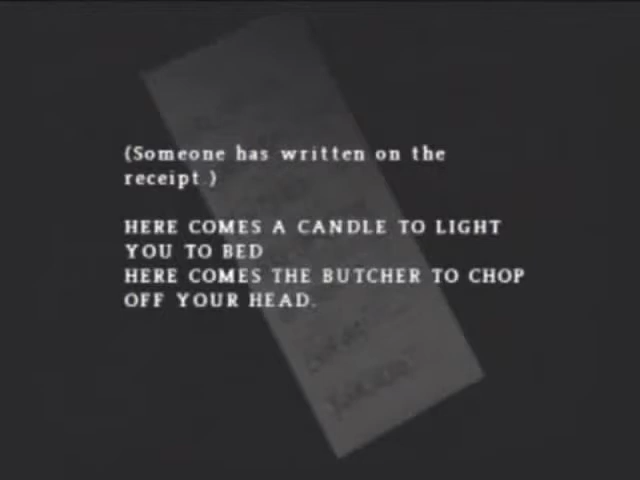 (Someone has written on the
receipt.)
HERE COMES A CANDLE TO LIGHT
YOU TO BED
HERE COMES THE BUTCHER TO CHOP
OFF YOUR HEAD.